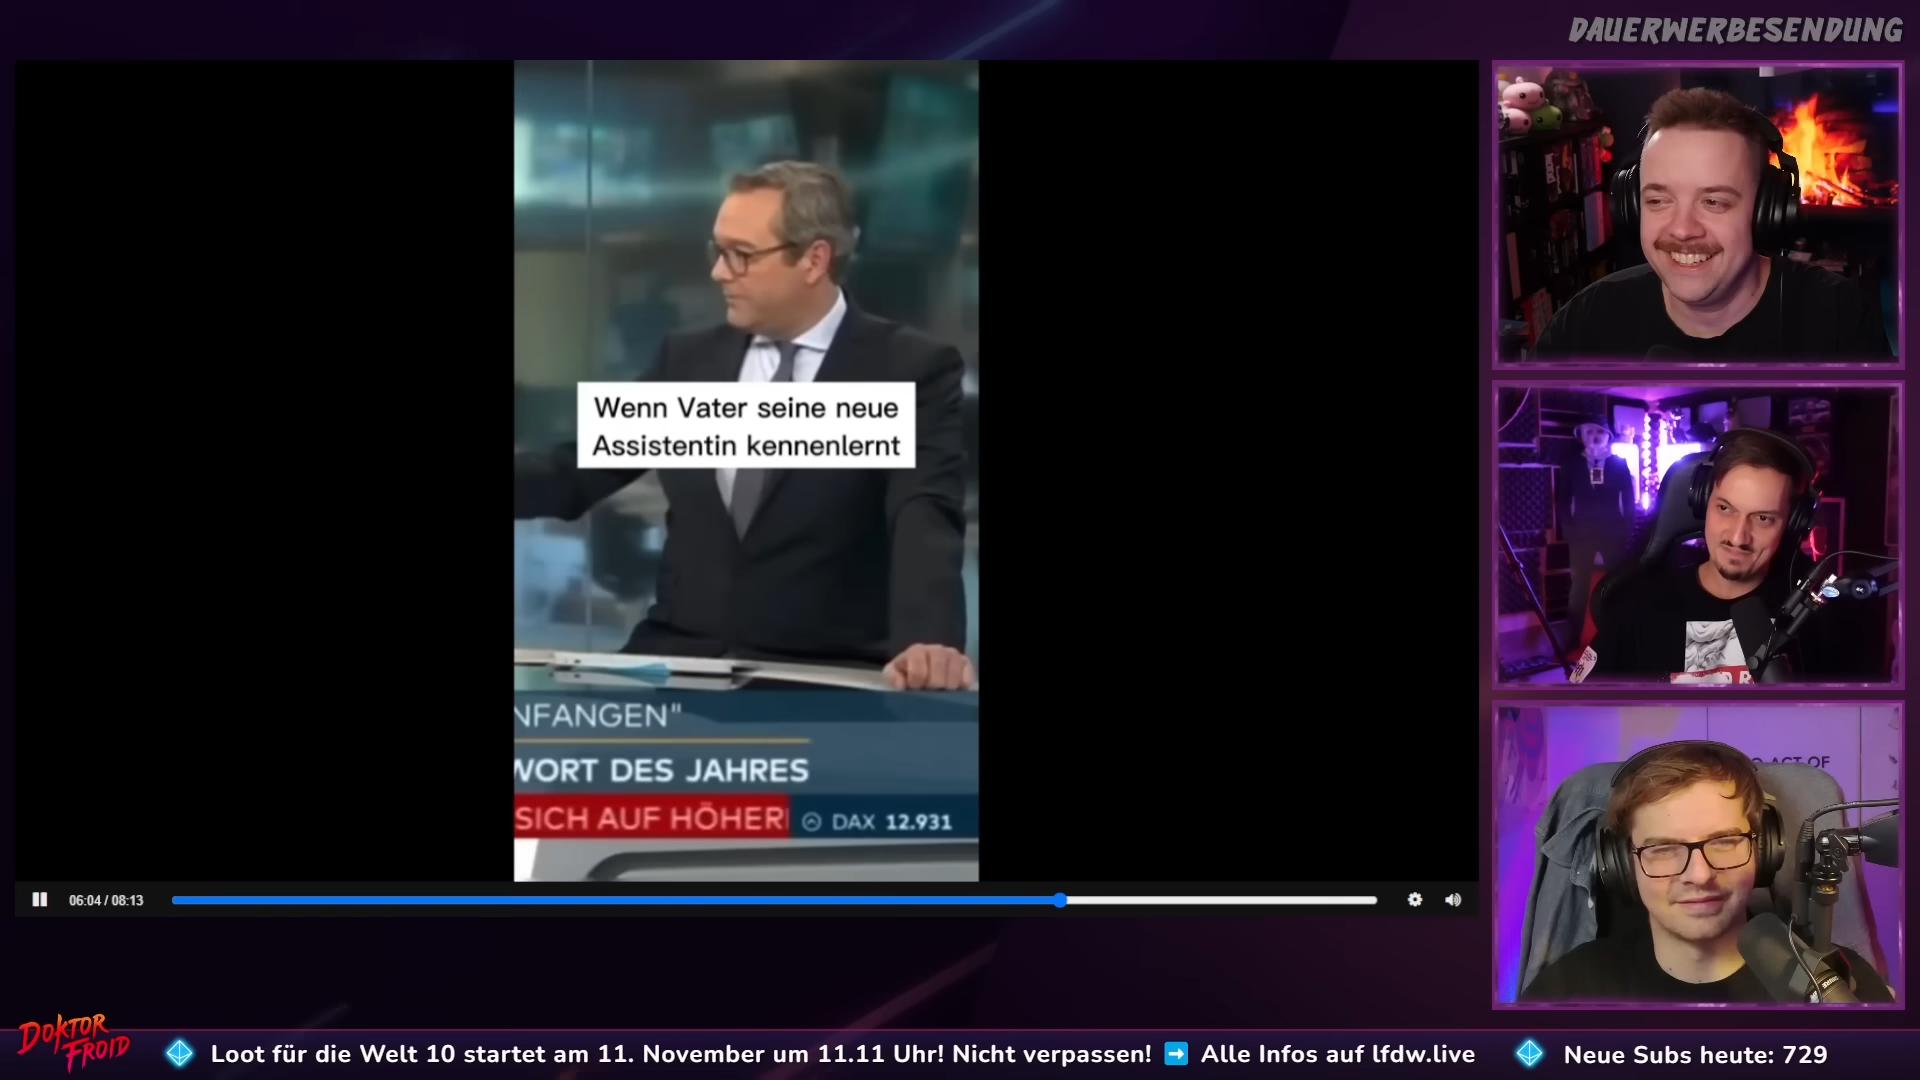 DAUERWERBESENDUNG
Wenn Vater seine neue
Assistentin kennenlernt
NFANGEN"
WORT DES JAHRES
SICH AUF HÖHER
DAX 12.931
06:04 / 08:13
ACT OF
DOKTOR
FROID
Loot für die Welt 10 startet am 11. November um 11.11 Uhr! Nicht verpassen! ➡ Alle Infos auf lfdw.live
Neue Subs heute: 729